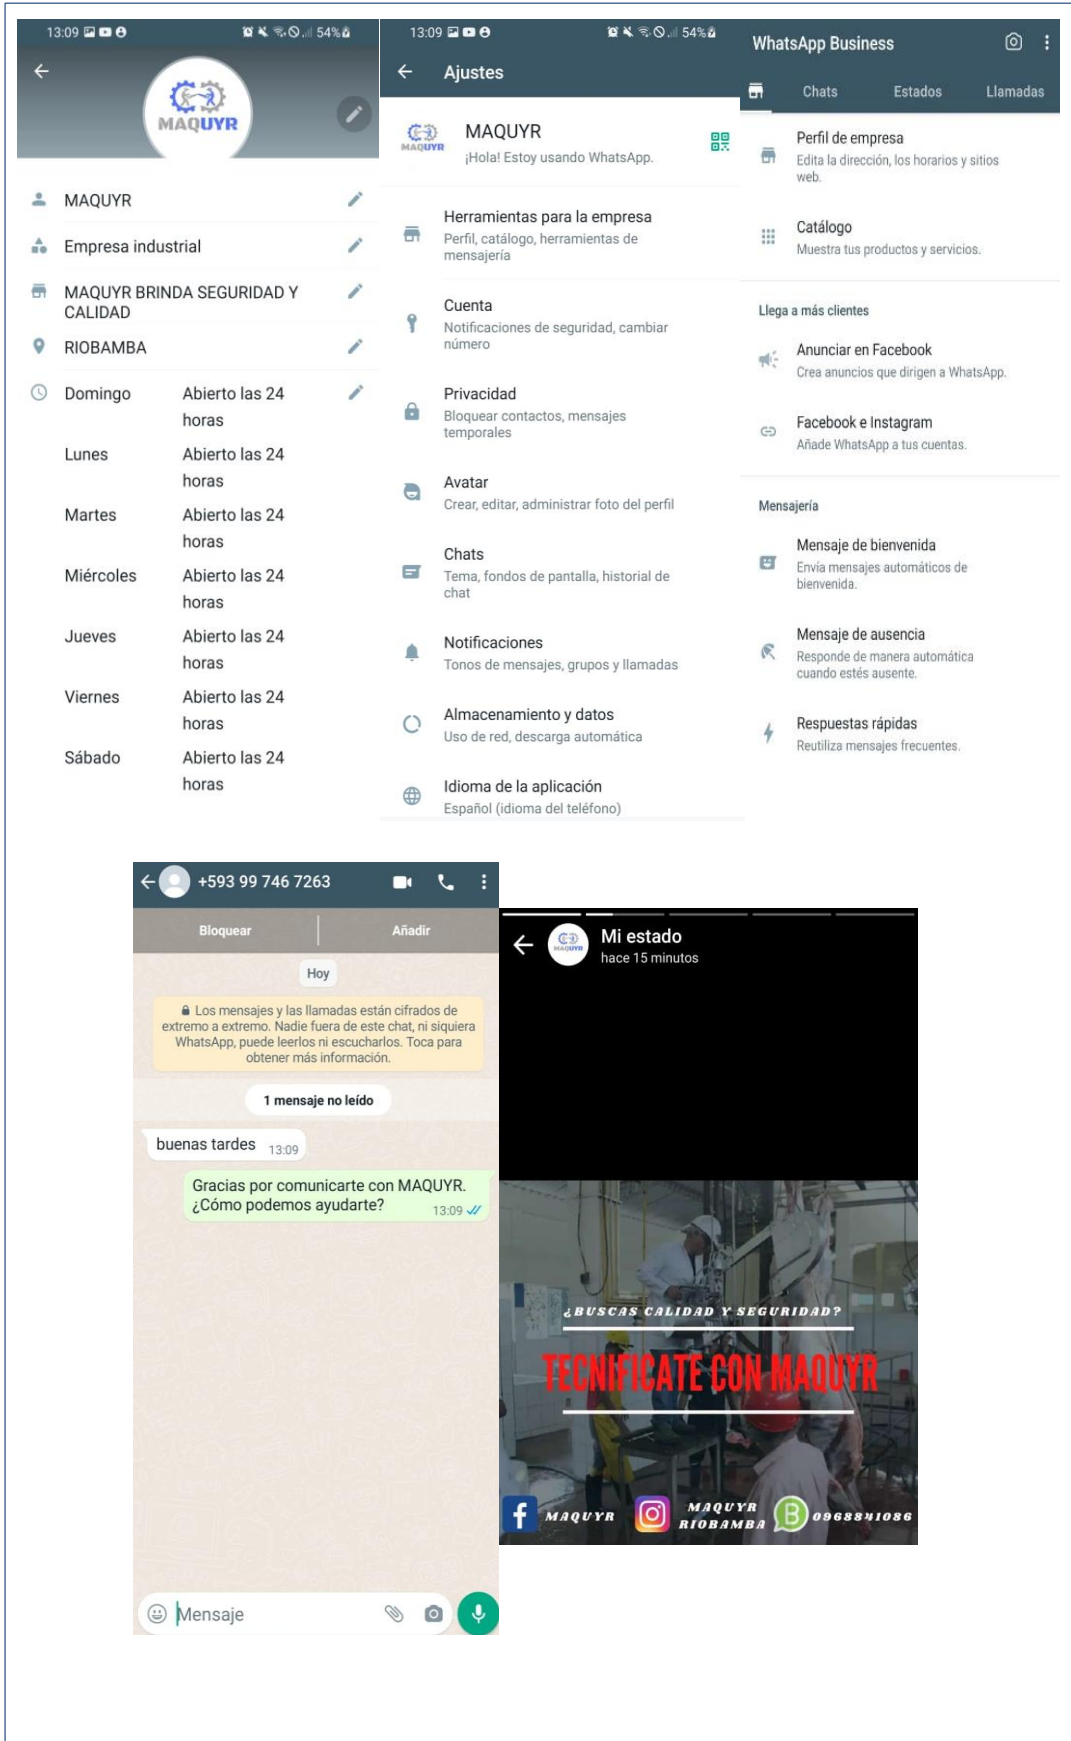 13:09
54%
MAQUYR
MAQUYR
Empresa industrial
MAQUYR BRINDA SEGURIDAD Y
CALIDAD
RIOBAMBA
Domingo Abierto las 24
horas
Lunes Abierto las 24
horas
Martes Abierto las 24
horas
Miércoles Abierto las 24
horas
Jueves Abierto las 24
horas
Viernes Abierto las 24
horas
Sábado Abierto las 24
horas
13:09
54%
Ajustes
MAQUYR
MAQUYR
¡Hola! Estoy usando WhatsApp.
Herramientas para la empresa
Perfil, catálogo, herramientas de
mensajería
Cuenta
Notificaciones de seguridad, cambiar
número
Privacidad
Bloquear contactos, mensajes
temporales
Avatar
Crear, editar, administrar foto del perfil
Chats
Tema, fondos de pantalla, historial de
chat
Notificaciones
Tonos de mensajes, grupos y llamadas
Almacenamiento y datos
Uso de red, descarga automática
Idioma de la aplicación
Español (idioma del teléfono)
WhatsApp Business
Chats Estados Llamadas
Perfil de empresa
Edita la dirección, los horarios y sitios
web.
Catálogo
Muestra tus productos y servicios.
Llega a más clientes
Anunciar en Facebook
Crea anuncios que dirigen a WhatsApp.
Facebook e Instagram
Añade WhatsApp a tus cuentas.
Mensajería
Mensaje de bienvenida
Envía mensajes automáticos de
bienvenida.
Mensaje de ausencia
Responde de manera automática
cuando estés ausente.
Respuestas rápidas
Reutiliza mensajes frecuentes.
+593 99 746 7263
Bloquear Añadir
Hoy
Los mensajes y las llamadas están cifrados de
extremo a extremo. Nadie fuera de este chat, ni siquiera
WhatsApp, puede leerlos ni escucharlos. Toca para
obtener más información.
1 mensaje no leído
buenas tardes 13:09
Gracias por comunicarte con MAQUYR.
¿Cómo podemos ayudarte? 13:09
Mensaje
MAQUYR
Mi estado
hace 15 minutos
¿BUSCAS CALIDAD Y SEGURIDAD?
TECNIFICATE CON MAQUYR
MAQUYR
MAQUYR
RIOBAMBA
0968841086